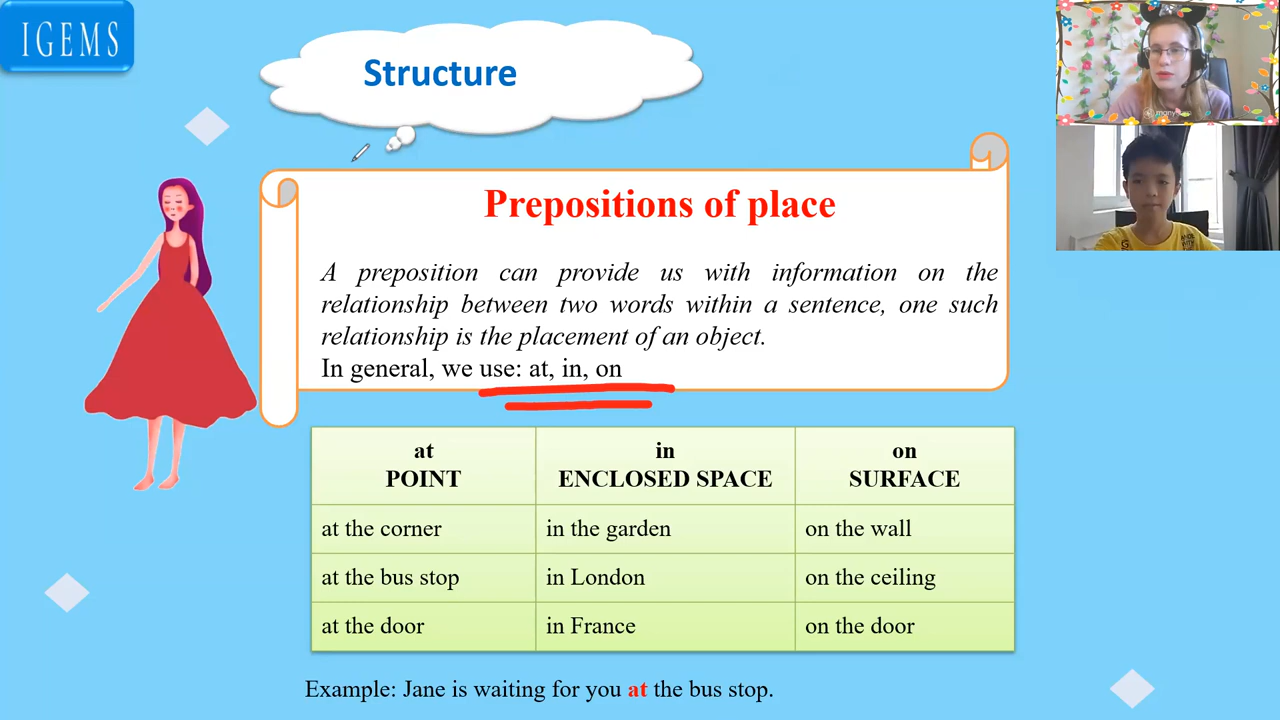 IGEMS
Structure
Prepositions of place
A preposition can provide us with information on the
relationship between two words within a sentence, one such
relationship is the placement of an object.
In general, we use: at, in, on
at
POINT
in
ENCLOSED SPACE
on
SURFACE
at the corner
in the garden
on the wall
at the bus stop
in London
on the ceiling
at the door
in France
on the door
Example: Jane is waiting for you at the bus stop.